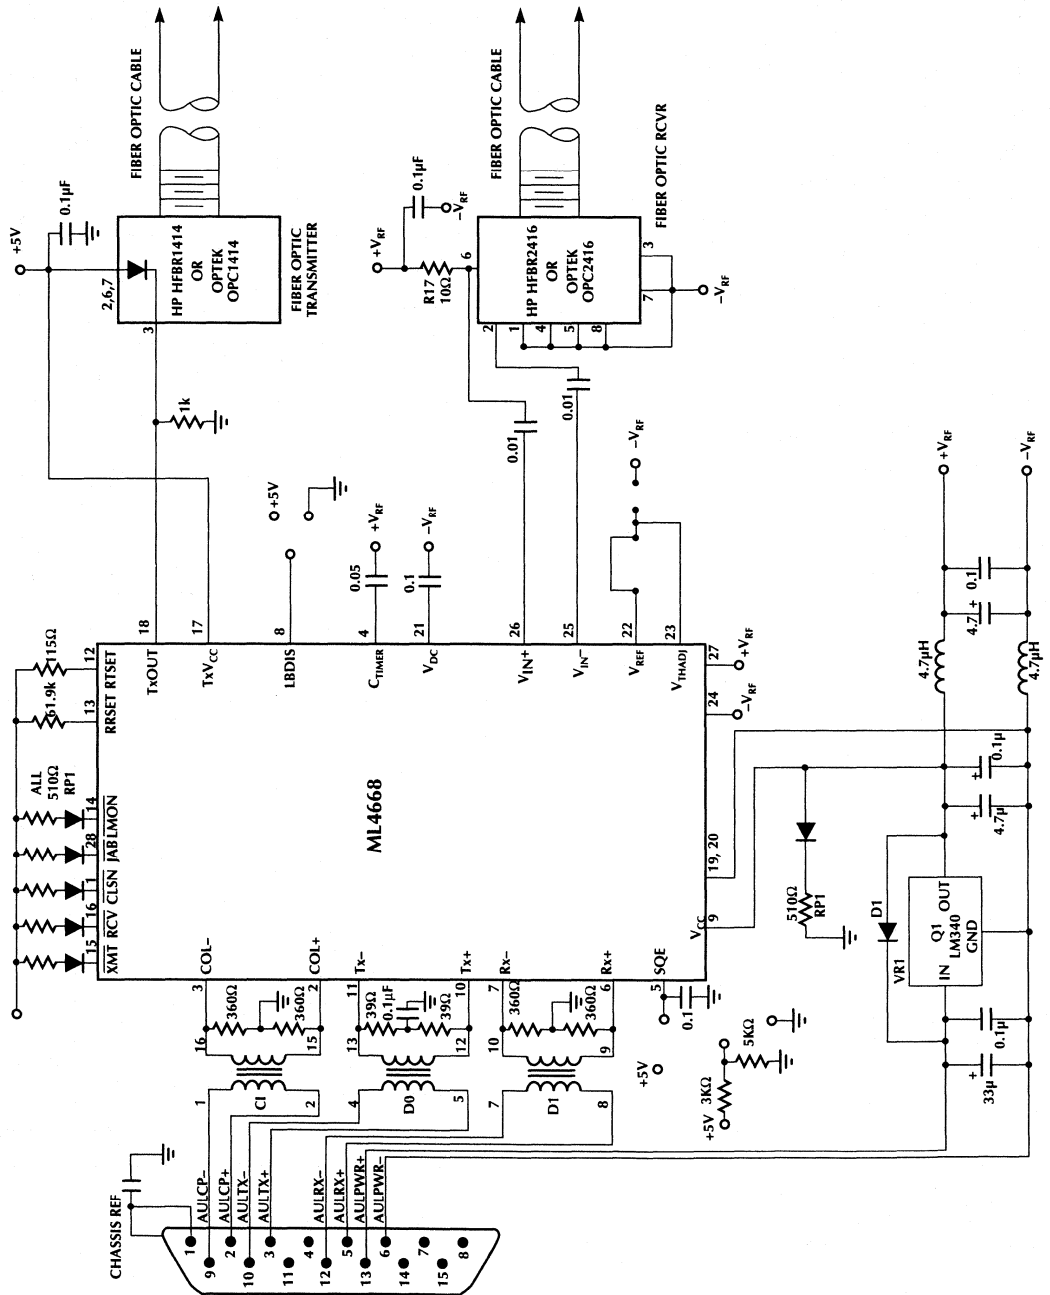 CHASSIS REF
1
9
2
10
3
11
4
12
5
13
6
14
7
15
8
AULCP–
AULCP+
AULTX–
AULTX+
AULRX–
AULRX+
AULPWR+
AULPWR–
1
16
CI
2
15
4
13
D0
5
12
7
10
D1
8
9
360Ω
360Ω
39Ω
0.1µF
39Ω
360Ω
360Ω
3
COL–
2
COL+
11
Tx–
10
Tx+
7
Rx–
6
Rx+
5
SQE
0.1
+5V
+5V
3KΩ
5KΩ
15
XMT
16
RCV
1
CLSN
28
JABLMON
14
ALL
510Ω
RP1
61.9k
13
RRSET
115Ω
12
RTSET
ML4668
18
TxOUT
17
TxVCC
8
LBDIS
4
CTIMER
21
VDC
26
VIN+
25
VIN–
22
VREF
23
VTHADJ
27
+VRF
24
–VRF
19, 20
VCC
9
+5V
0.1µF
2,6,7
3
1k
HP HFBR1414
OR
OPTEK
OPC1414
FIBER OPTIC
TRANSMITTER
FIBER OPTIC CABLE
+5V
0.05
+VRF
0.1
–VRF
+VRF
0.1µF
–VRF
R17
10Ω
6
2
1
4
5
8
7
3
HP HFBR2416
OR
OPTEK
OPC2416
FIBER OPTIC RCVR
FIBER OPTIC CABLE
–VRF
0.01
0.01
–VRF
510Ω
RP1
VR1
D1
IN
Q1
LM340
GND
OUT
33µ
+
0.1µ
4.7µ
+
0.1µ
+
4.7µH
4.7µH
4.7
+
0.1
+VRF
–VRF